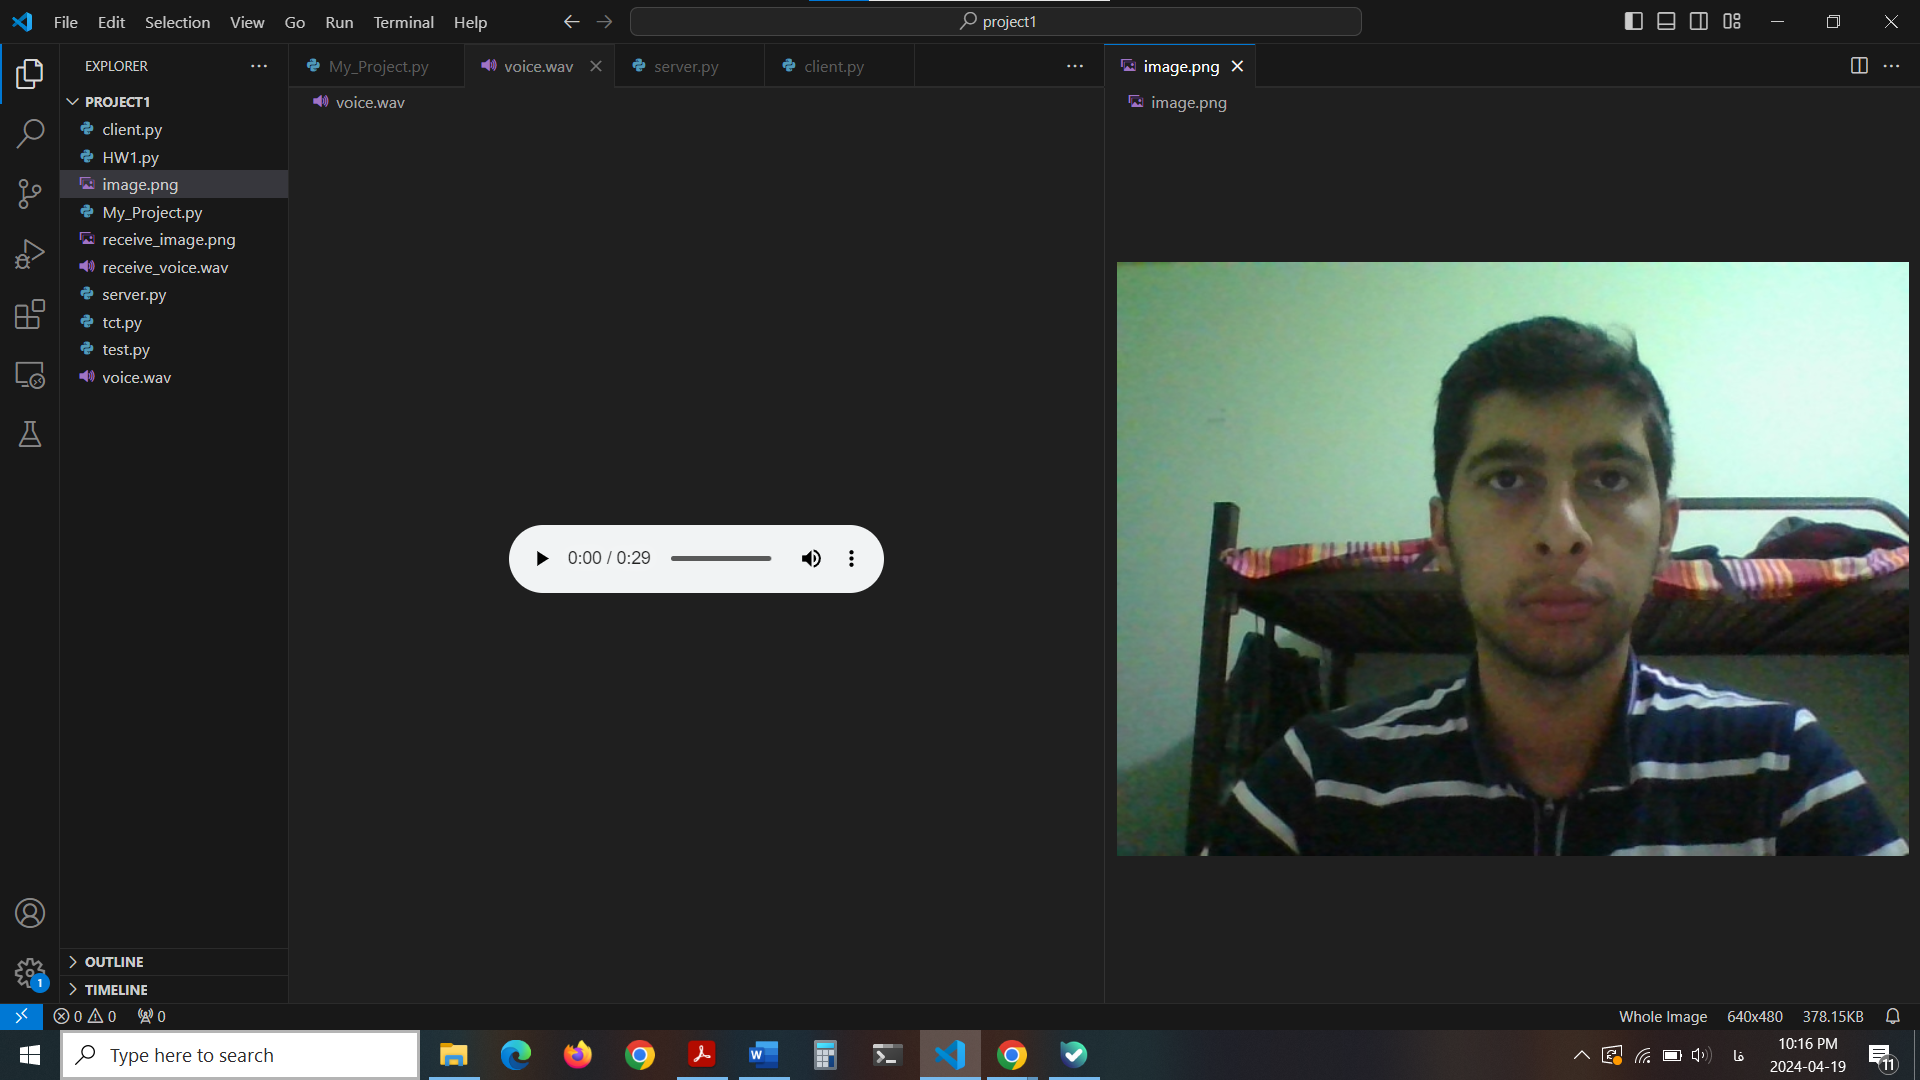 File Edit Selection View Go Run Terminal Help
project1
EXPLORER
PROJECT1
client.py
HW1.py
image.png
My_Project.py
receive_image.png
receive_voice.wav
server.py
tct.py
test.py
voice.wav
OUTLINE
TIMELINE
My_Project.py voice.wav server.py client.py
voice.wav
0:00 / 0:29
image.png
image.png
1
0 0 0
Whole Image 640x480 378.15KB
Type here to search
W
فا
10:16 PM
2024-04-19
11